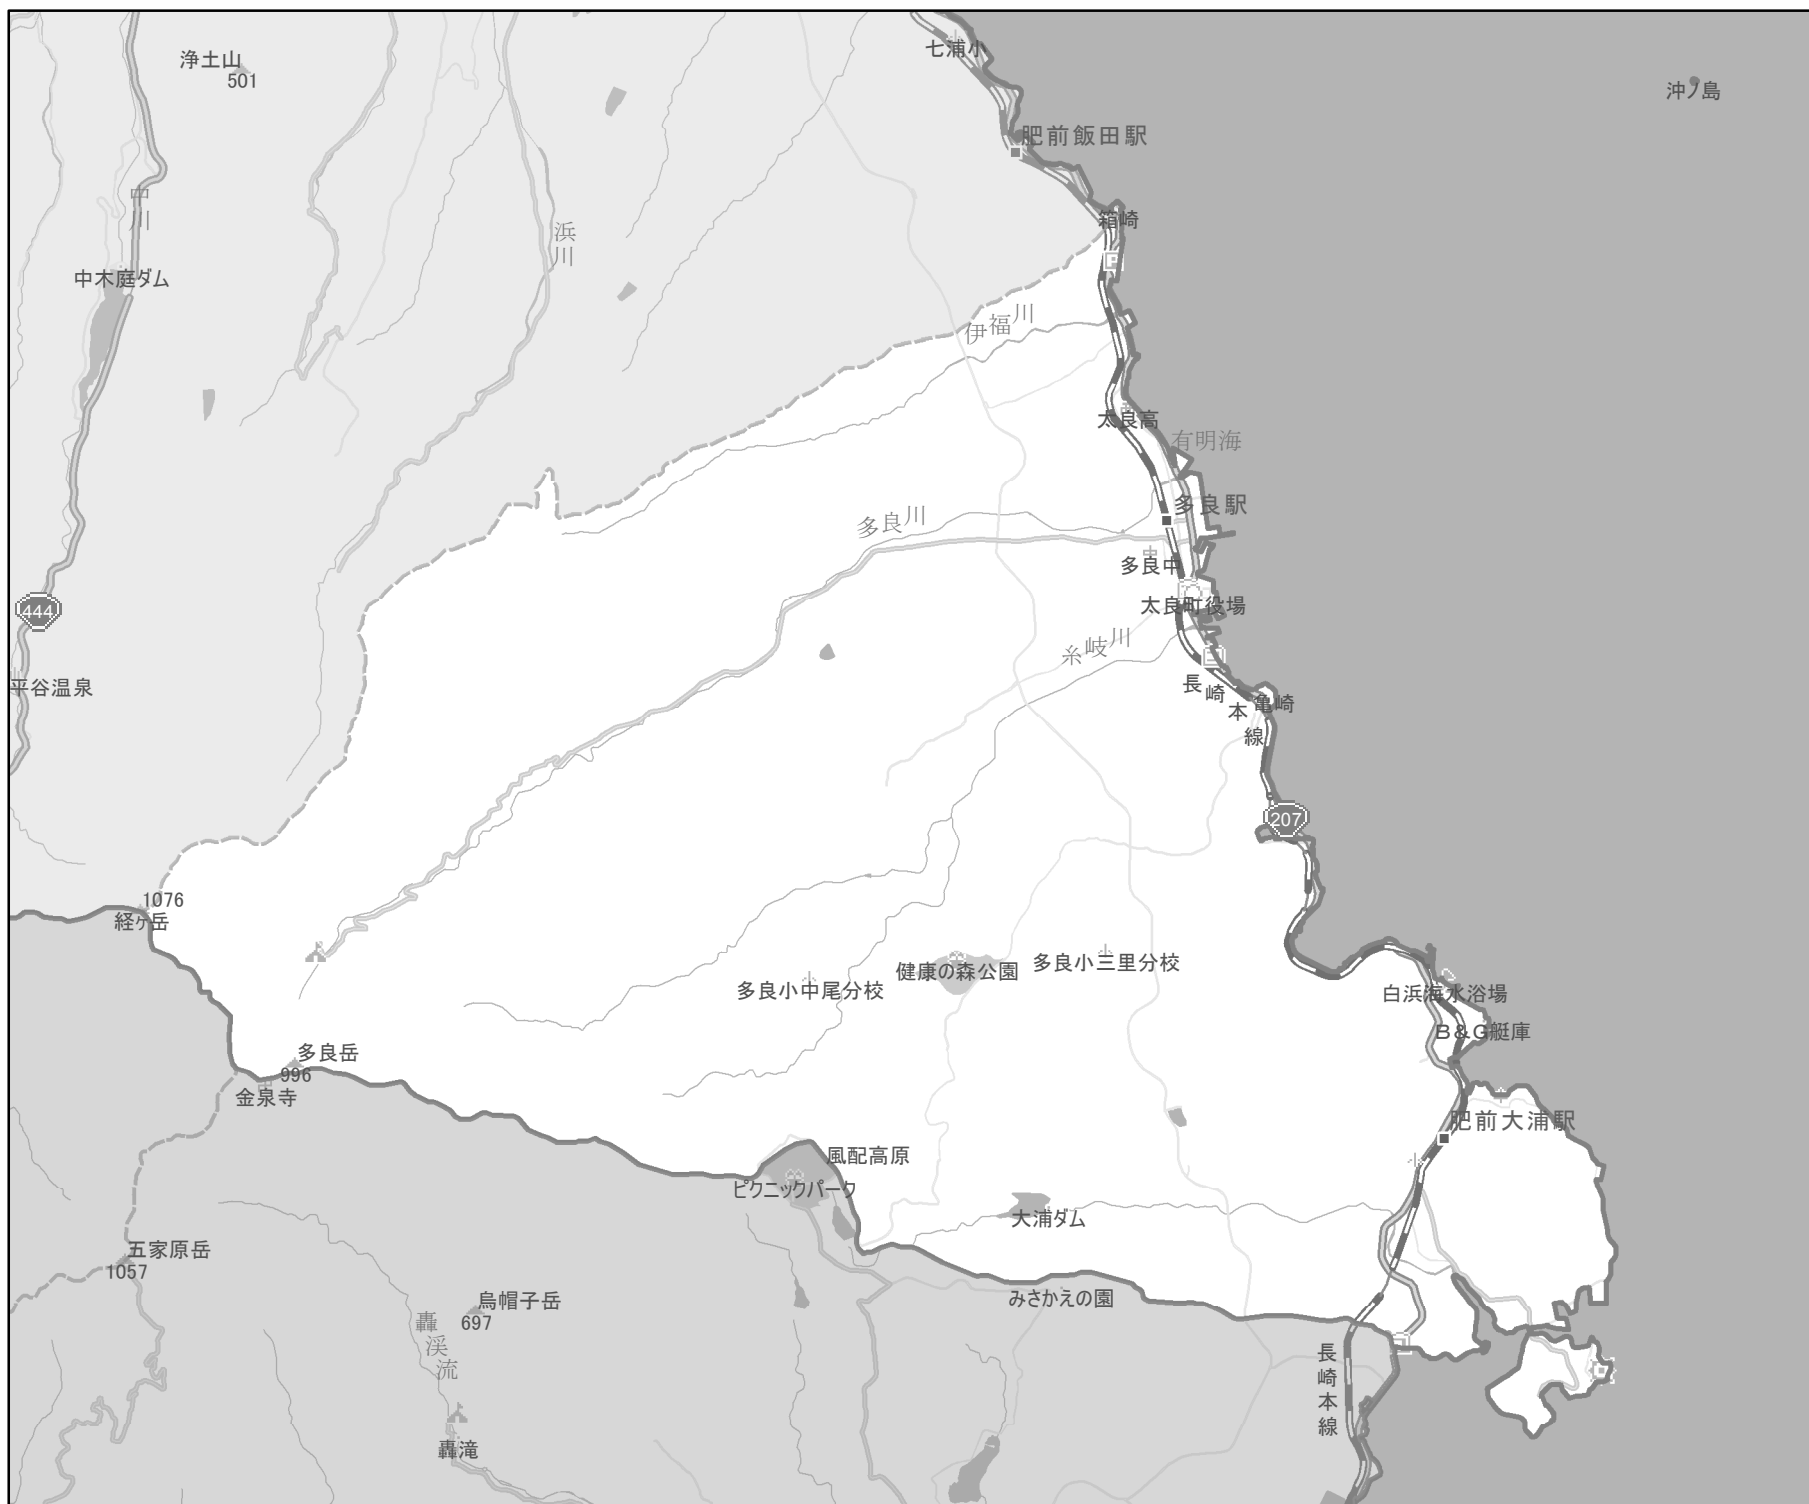 七浦小
浄土山
501
沖ノ島
肥前飯田駅
中川
箱崎
浜川
中木庭ダム
伊福川
太良高
有明海
多良駅
多良川
多良中
444
太良町役場
糸岐川
平谷温泉
長崎本線
亀崎
207
1076
経ヶ岳
多良小三里分校
健康の森公園
多良小中尾分校
白浜海水浴場
B&G艇庫
多良岳
996
金泉寺
肥前大浦駅
風配高原
ピクニックパーク
大浦ダム
五家原岳
1057
みさかえの園
烏帽子岳
697
轟渓流
長崎本線
轟滝